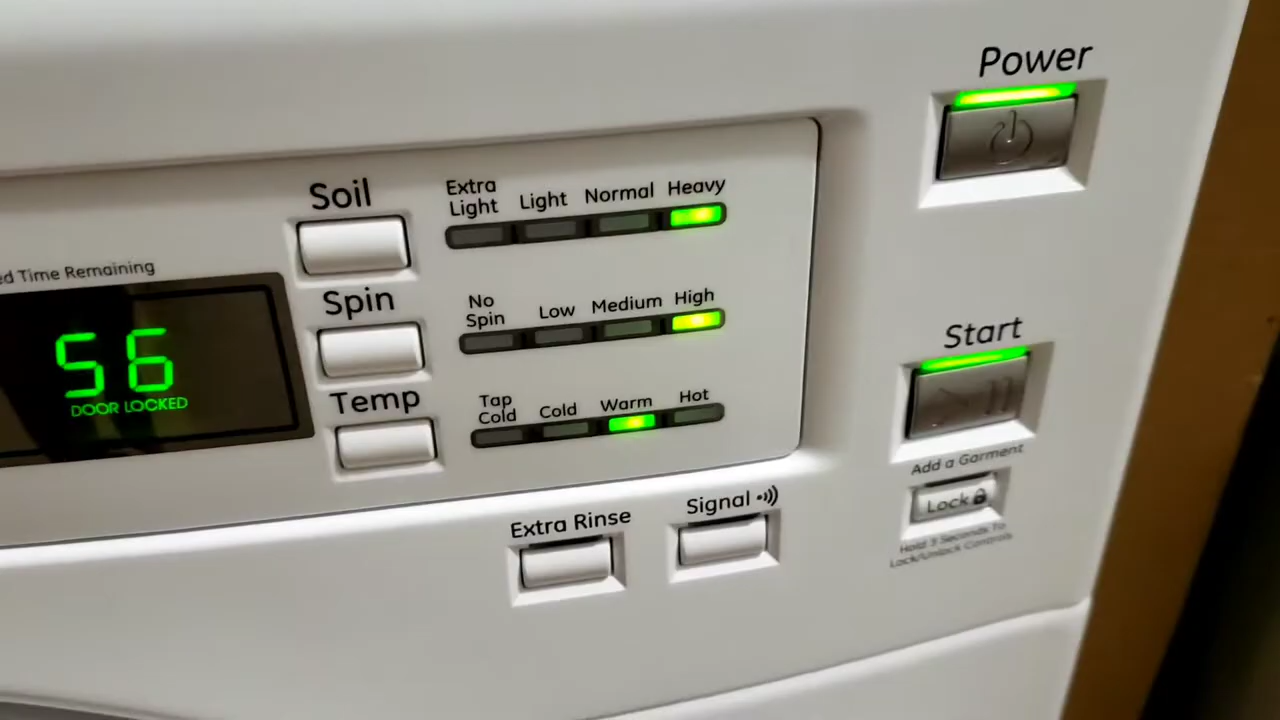 Power
Soil
Extra Light
Light
Normal
Heavy
ed Time Remaining
56
DOOR LOCKED
Spin
No Spin
Low
Medium
High
Start
Temp
Tap Cold
Cold
Warm
Hot
Add a Garment
Lock
Hold 3 Seconds To
Lock/Unlock Controls
Extra Rinse
Signal